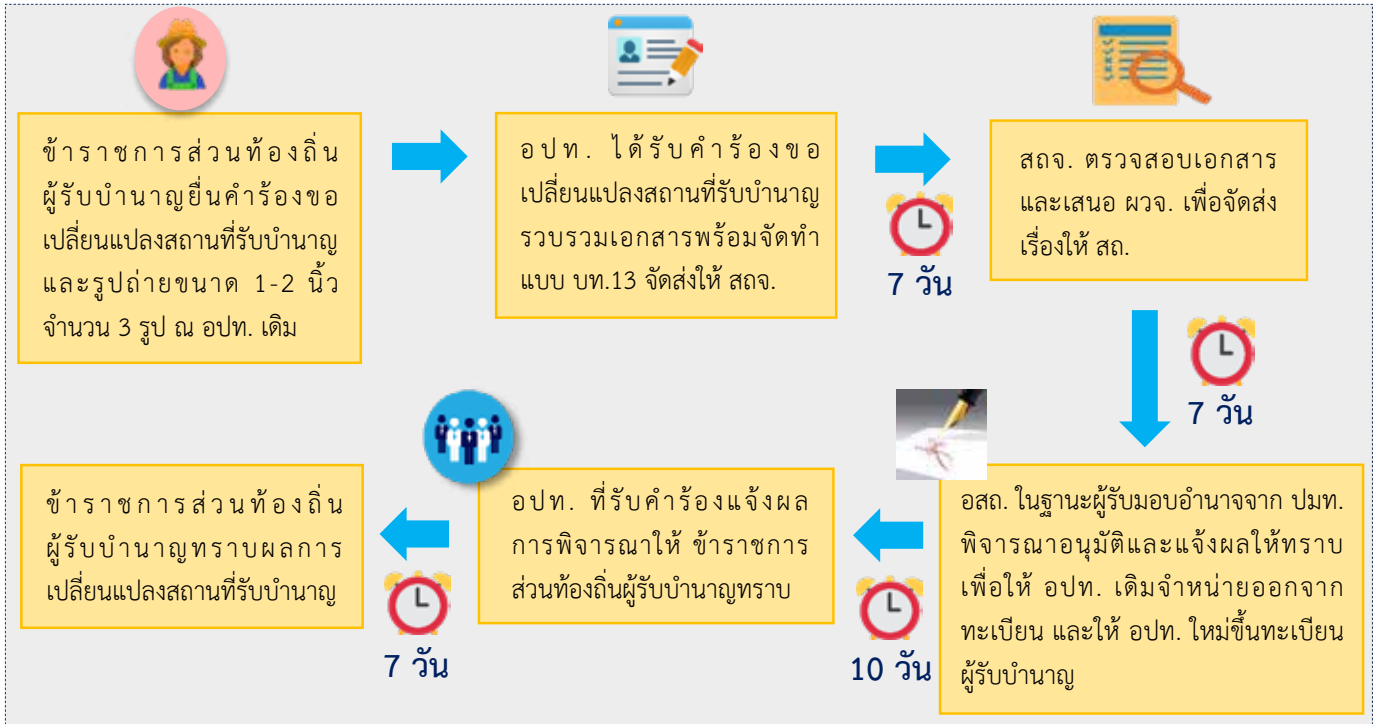 ข้าราชการส่วนท้องถิ่น
ผู้รับบำนาญยื่นคำร้องขอ
เปลี่ยนแปลงสถานที่รับบำนาญ
และรูปถ่ายขนาด 1-2 นิ้ว
จำนวน 3 รูป ณ อปท. เดิม
อปท. ได้รับคำร้องขอ
เปลี่ยนแปลงสถานที่รับบำนาญ
รวบรวมเอกสารพร้อมจัดทำ
แบบ บท.13 จัดส่งให้ สถจ.
7 วัน
สถจ. ตรวจสอบเอกสาร
และเสนอ ผวจ. เพื่อจัดส่ง
เรื่องให้ สถ.
7 วัน
อสถ. ในฐานะผู้รับมอบอำนาจจาก ปมท.
พิจารณาอนุมัติและแจ้งผลให้ทราบ
เพื่อให้ อปท. เดิมจำหน่ายออกจาก
ทะเบียน และให้ อปท. ใหม่ขึ้นทะเบียน
ผู้รับบำนาญ
10 วัน
อปท. ที่รับคำร้องแจ้งผล
การพิจารณาให้ ข้าราชการ
ส่วนท้องถิ่นผู้รับบำนาญทราบ
7 วัน
ข้าราชการส่วนท้องถิ่น
ผู้รับบำนาญทราบผลการ
เปลี่ยนแปลงสถานที่รับบำนาญ